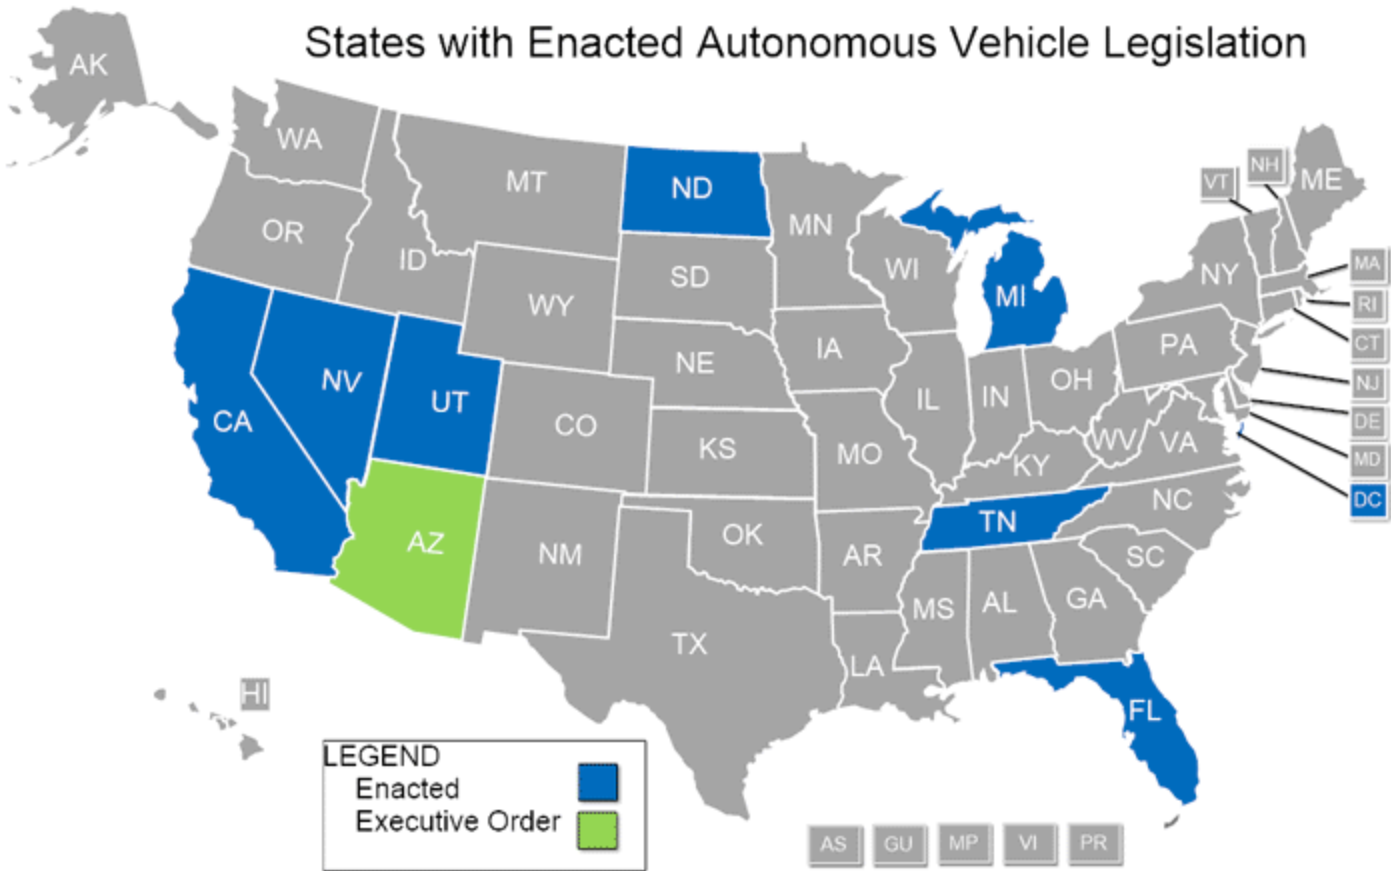 States with Enacted Autonomous Vehicle Legislation
AK
WA
MT
ND
MN
VT
NH
ME
OR
ID
SD
WI
MI
NY
MA
WY
RI
CT
NV
UT
NE
IA
PA
NJ
CA
CO
KS
MO
IL
IN
OH
WV
VA
DE
MD
KY
DC
AZ
NM
OK
AR
TN
NC
SC
TX
LA
MS
AL
GA
FL
HI
LEGEND
Enacted
Executive Order
AS
GU
MP
VI
PR